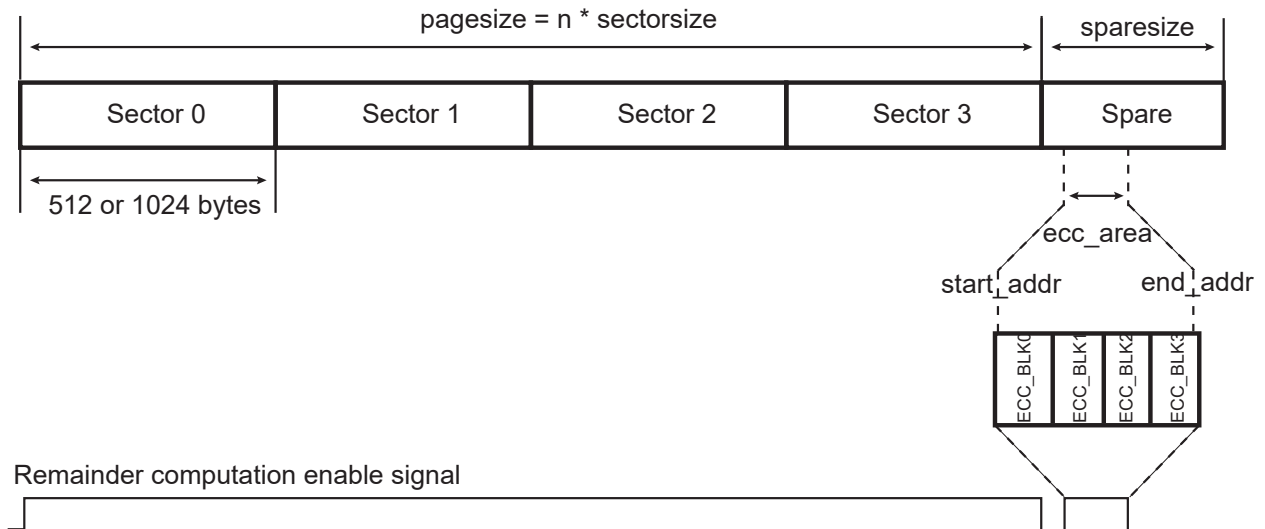 pagesize = n * sectorsize
sparesize
Sector 0
Sector 1
Sector 2
Sector 3
Spare
512 or 1024 bytes
ecc_area
start_addr
end_addr
ECC_BLK0
ECC_BLK1
ECC_BLK2
ECC_BLK3
Remainder computation enable signal